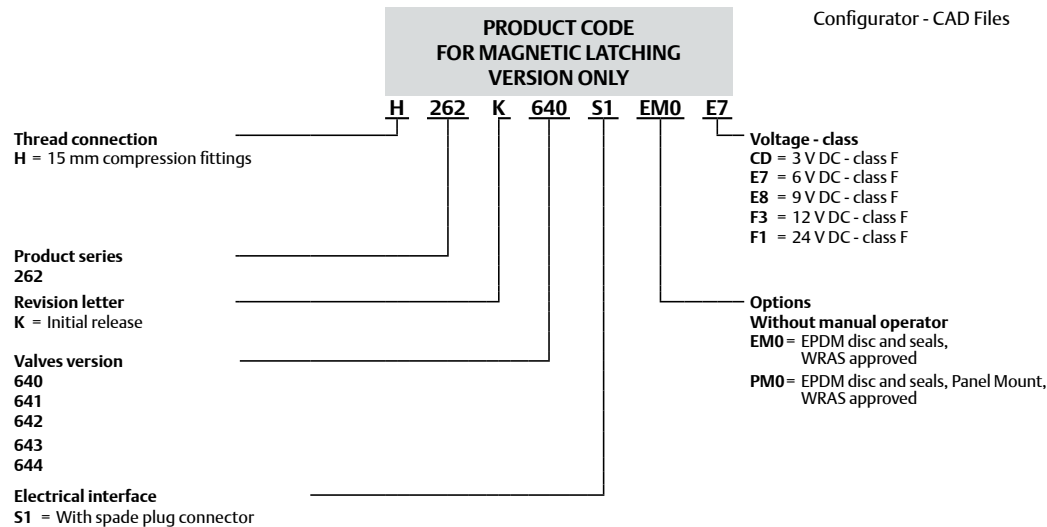 Configurator - CAD Files
PRODUCT CODE
FOR MAGNETIC LATCHING
VERSION ONLY
H 262 K 640 S1 EM0 E7
Thread connection
H = 15 mm compression fittings
Product series
262
Revision letter
K = Initial release
Valves version
640
641
642
643
644
Electrical interface
S1 = With spade plug connector
Voltage - class
CD = 3 V DC - class F
E7 = 6 V DC - class F
E8 = 9 V DC - class F
F3 = 12 V DC - class F
F1 = 24 V DC - class F
Options
Without manual operator
EM0 = EPDM disc and seals,
WRAS approved
PM0 = EPDM disc and seals, Panel Mount,
WRAS approved